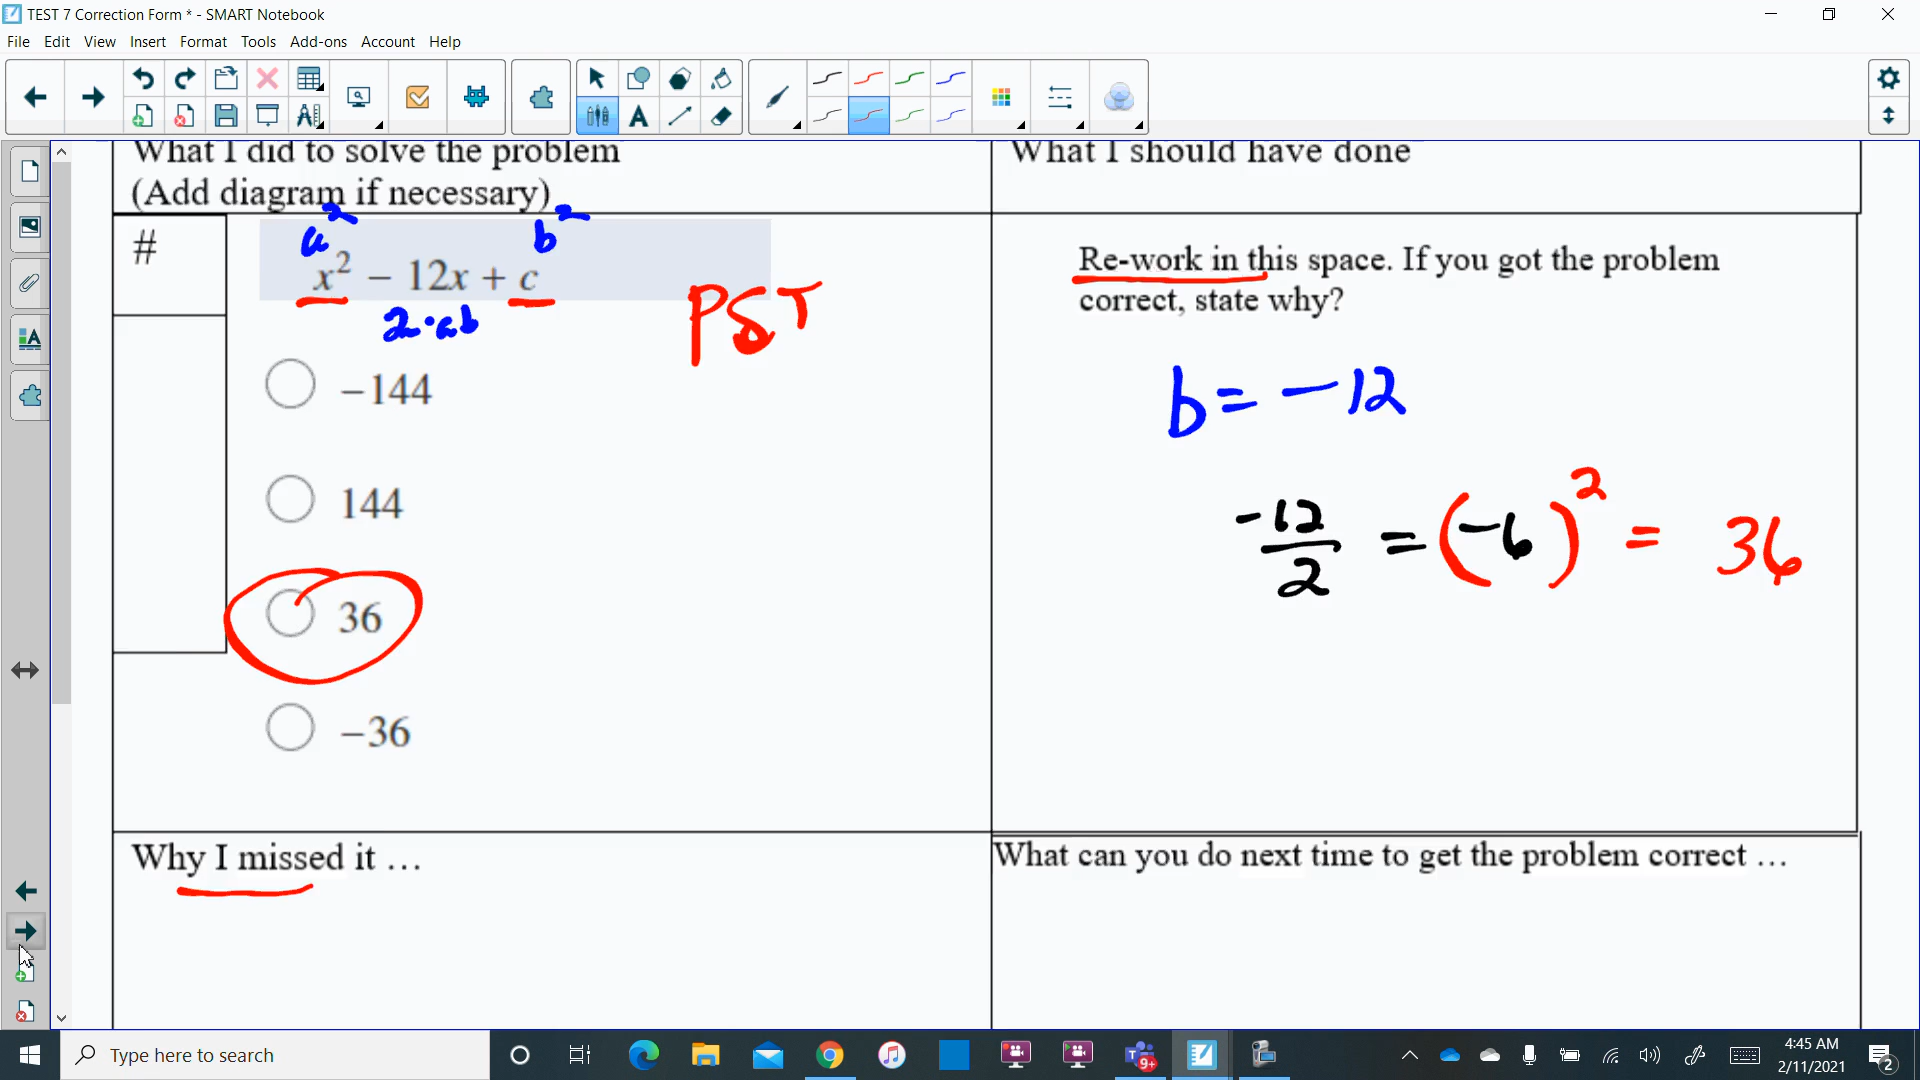 TEST 7 Correction Form * - SMART Notebook
File Edit View Insert Format Tools Add-ons Account Help
What I did to solve the problem
(Add diagram if necessary)
What I should have done
#
a² b²
x² − 12x + c
2·ab
PST
−144
144
36
−36
Re-work in this space. If you got the problem
correct, state why?
b = −12
-12/2 = (−6)² = 36
Why I missed it …
What can you do next time to get the problem correct …
Type here to search
9+
4:45 AM
2/11/2021
2